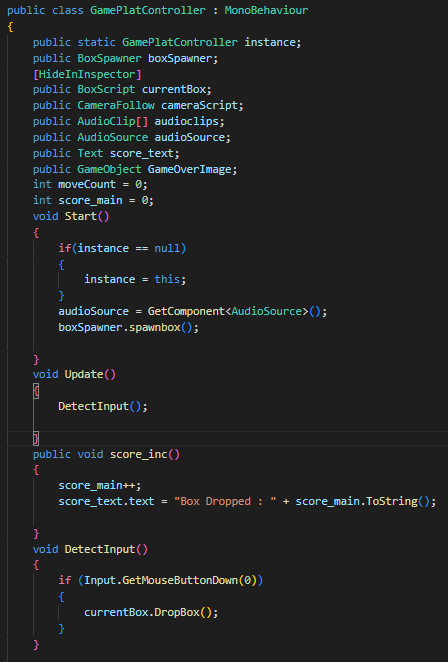 public class GamePlatController : MonoBehaviour
{
    public static GamePlatController instance;
    public BoxSpawner boxSpawner;
    [HideInInspector]
    public BoxScript currentBox;
    public CameraFollow cameraScript;
    public AudioClip[] audioclips;
    public AudioSource audioSource;
    public Text score_text;
    public GameObject GameOverImage;
    int moveCount = 0;
    int score_main = 0;
    void Start()
    {
        if(instance == null)
        {
            instance = this;
        }
        audioSource = GetComponent<AudioSource>();
        boxSpawner.spawnbox();

    }
    void Update()
    {
        DetectInput();

    }
    public void score_inc()
    {
        score_main++;
        score_text.text = "Box Dropped : " + score_main.ToString();

    }
    void DetectInput()
    {
        if (Input.GetMouseButtonDown(0))
        {
            currentBox.DropBox();
        }
    }